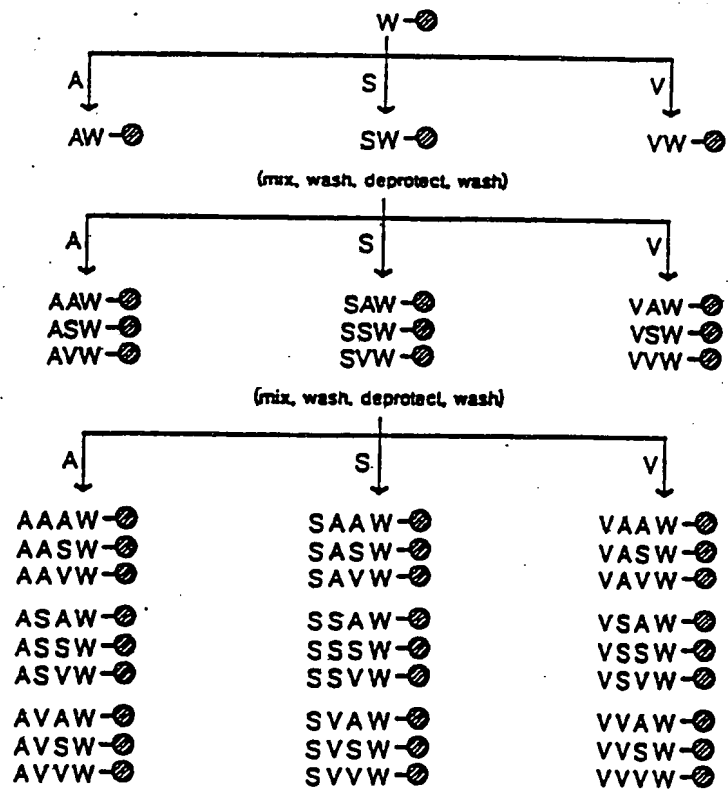 W
A S V
AW SW VW
(mix, wash, deprotect, wash)
A S V
AAW SAW VAW
ASW SSW VSW
AVW SVW VVW
(mix, wash, deprotect, wash)
A S V
AAAW SAAW VAAW
AASW SASW VASW
AAVW SAVW VAVW
ASAW SSAW VSAW
ASSW SSSW VSSW
ASVW SSVW VSVW
AVAW SVAW VVAW
AVSW SVSW VVSW
AVVW SVVW VVVW